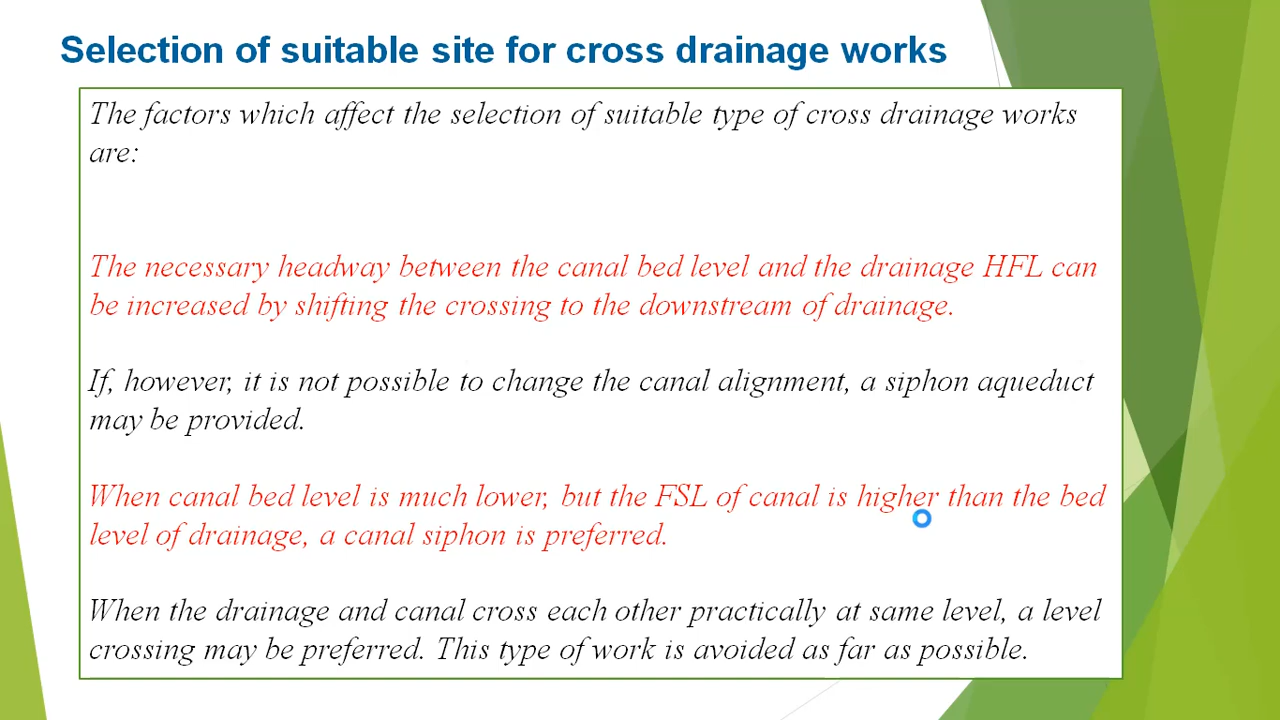 Selection of suitable site for cross drainage works
The factors which affect the selection of suitable type of cross drainage works
are:
The necessary headway between the canal bed level and the drainage HFL can
be increased by shifting the crossing to the downstream of drainage.
If, however, it is not possible to change the canal alignment, a siphon aqueduct
may be provided.
When canal bed level is much lower, but the FSL of canal is higher than the bed
level of drainage, a canal siphon is preferred.
When the drainage and canal cross each other practically at same level, a level
crossing may be preferred. This type of work is avoided as far as possible.